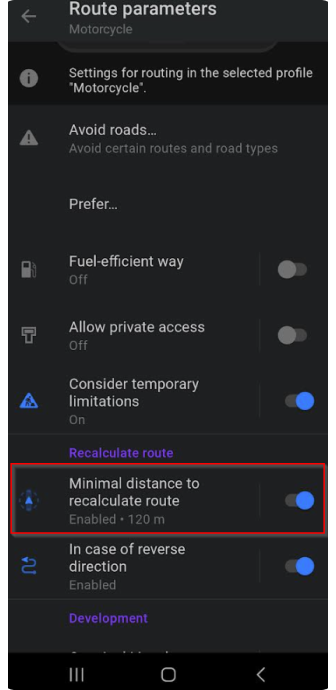 Route parameters
Motorcycle
Settings for routing in the selected profile
"Motorcycle".
Avoid roads...
Avoid certain routes and road types
Prefer...
Fuel-efficient way
Off
Allow private access
Off
Consider temporary
limitations
On
Recalculate route
Minimal distance to
recalculate route
Enabled • 120 m
In case of reverse
direction
Enabled
Development